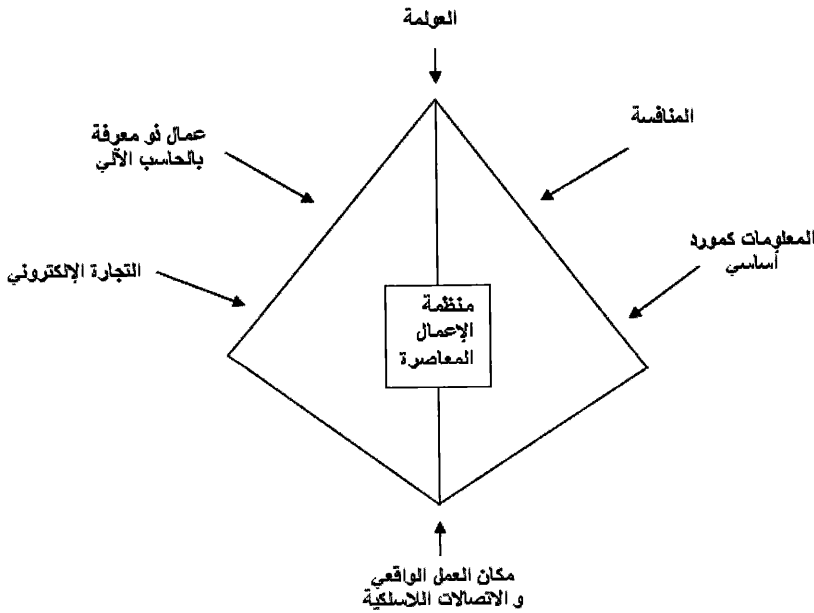 العولمة
المنافسة
عمال نو معرفة
بالحاسب الآلي
المعلومات كمورد
أساسي
التجارة الإلكتروني
منظمة
الإعمال
المعاصرة
مكان العمل الواقعي
و الاتصالات اللاسلكية